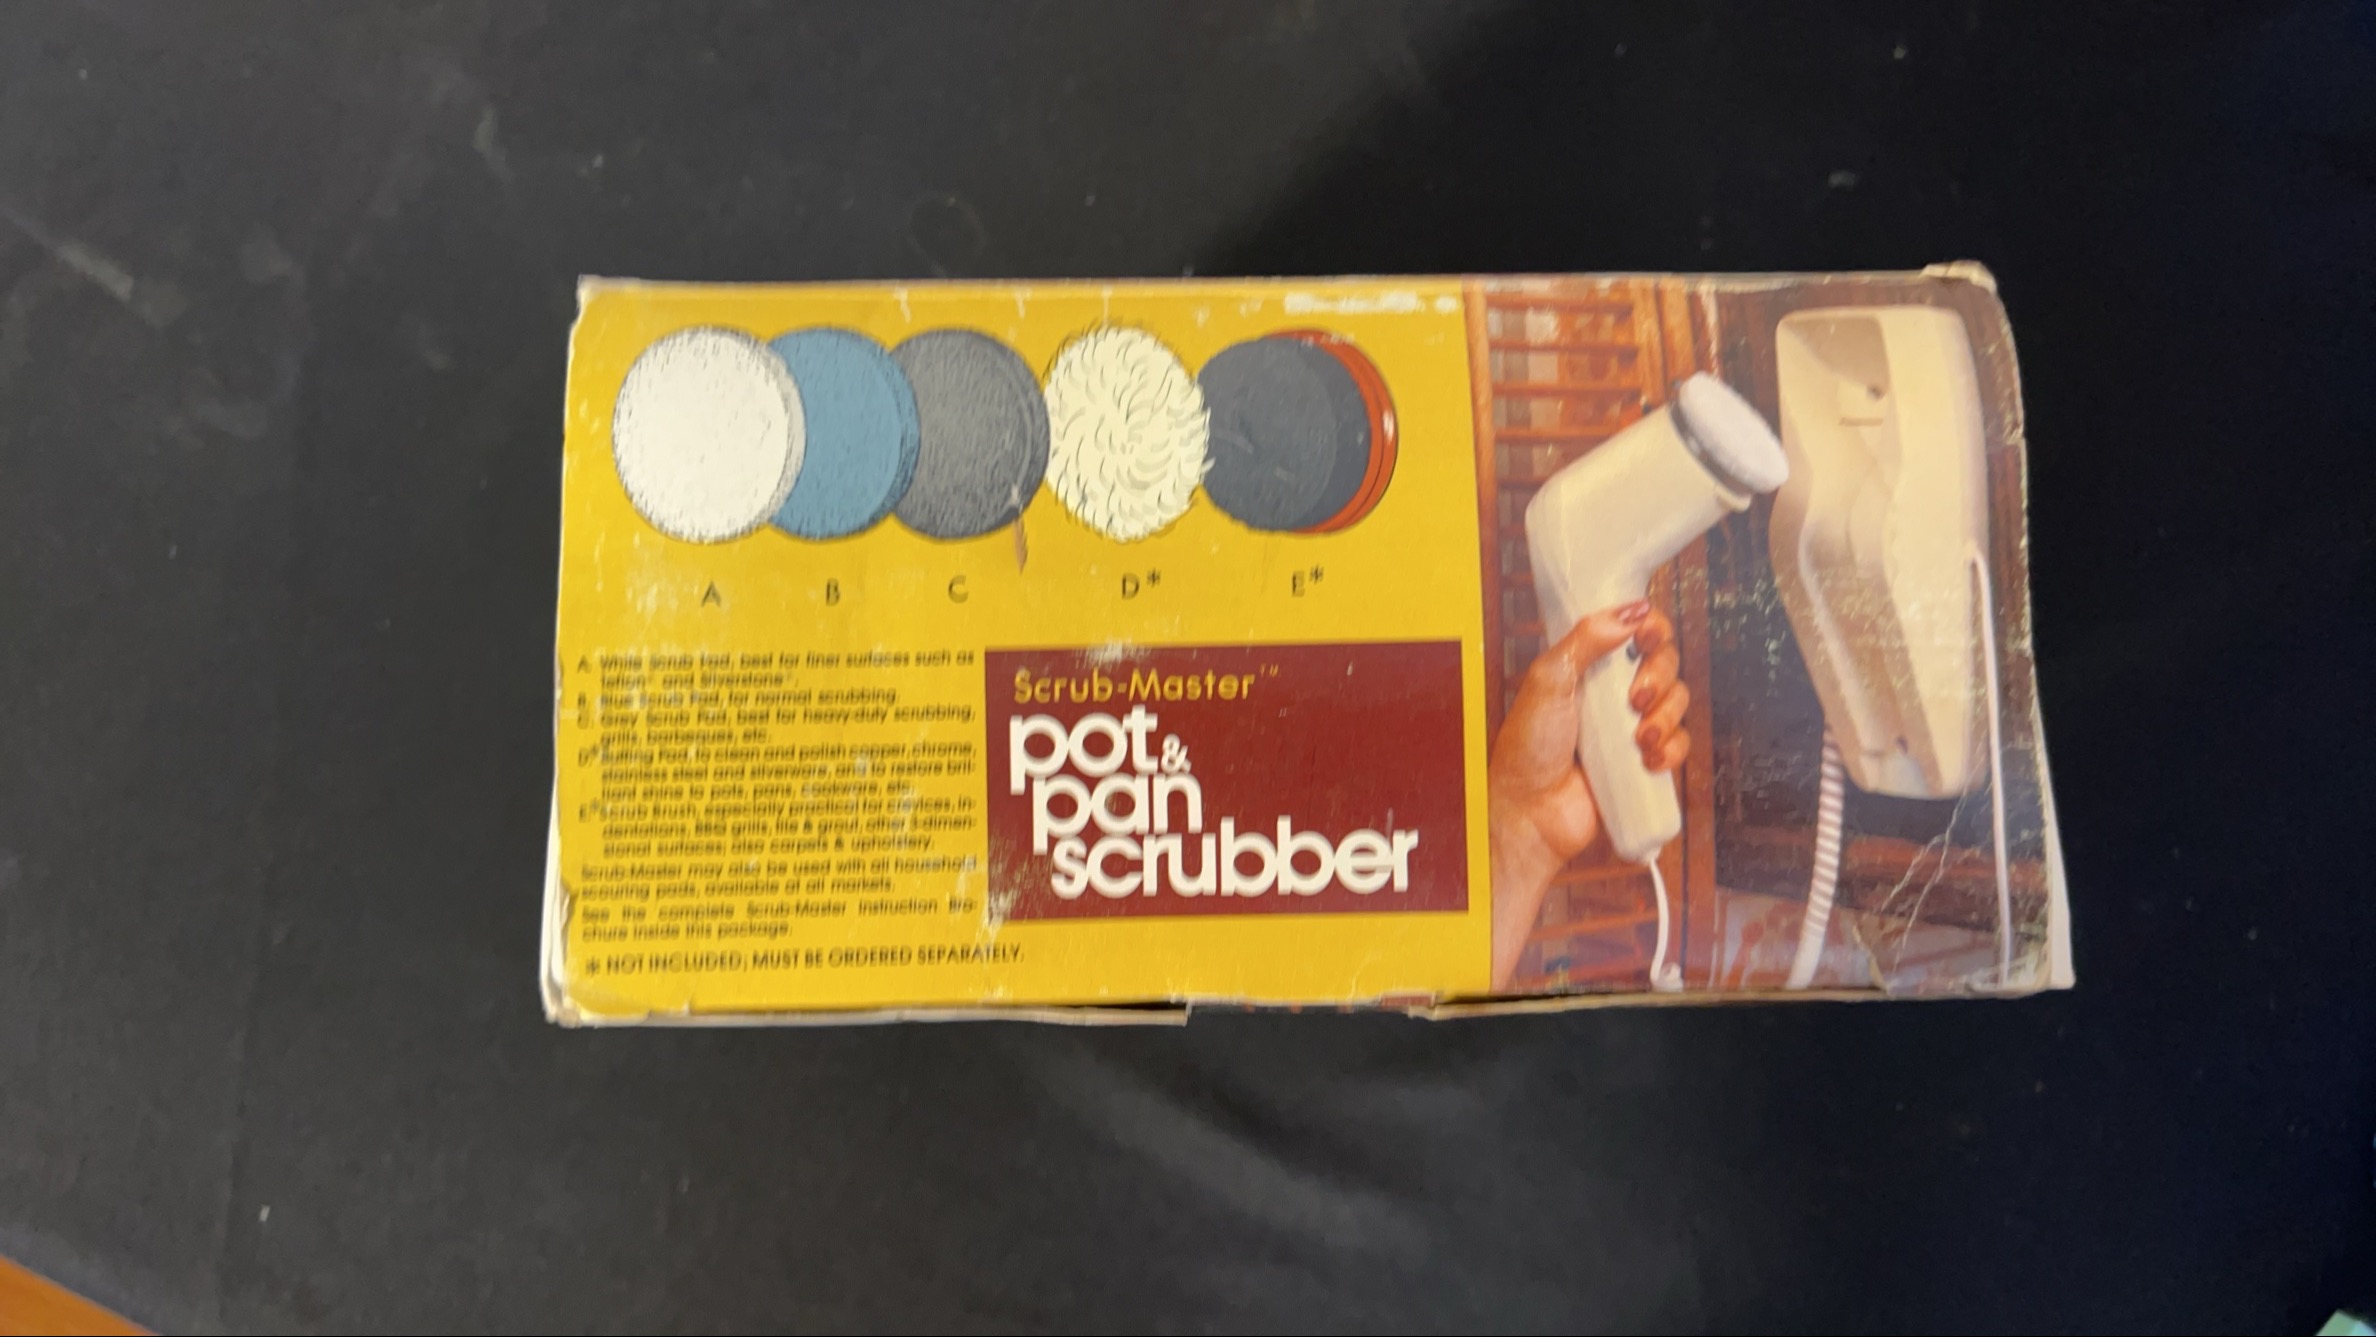 A B C D* E*
A. White Scrub Pad, best for finer surfaces such as
Teflon® and Silverstone®.
B. Blue Scrub Pad, for normal scrubbing.
C. Grey Scrub Pad, best for heavy-duty scrubbing,
grills, barbeques, etc.
D.* Buffing Pad, to clean and polish copper, chrome,
stainless steel and silverware, and to restore bril-
liant shine to pots, pans, cookware, etc.
E.* Scrub Brush, especially practical for crevices, in-
dentations, BBQ grills, tile & grout, other 3-dimen-
sional surfaces; also carpets & upholstery.
Scrub-Master may also be used with all household
scouring pads, available at all markets.
See the complete Scrub-Master Instruction Bro-
chure inside this package.
* NOT INCLUDED; MUST BE ORDERED SEPARATELY.
Scrub-Master™
pot &
pan
scrubber